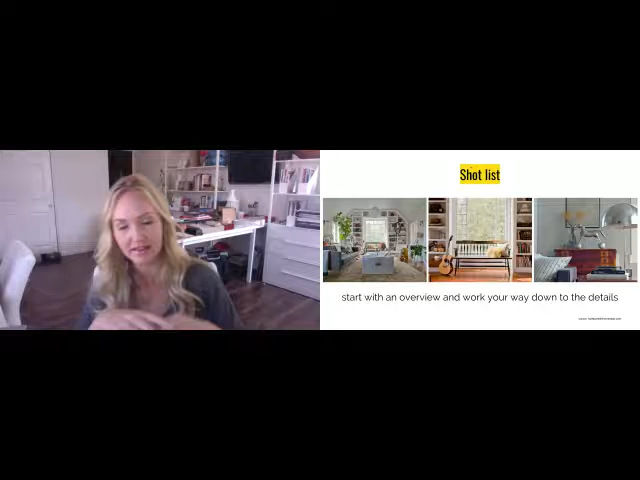 Shot list
start with an overview and work your way down to the details